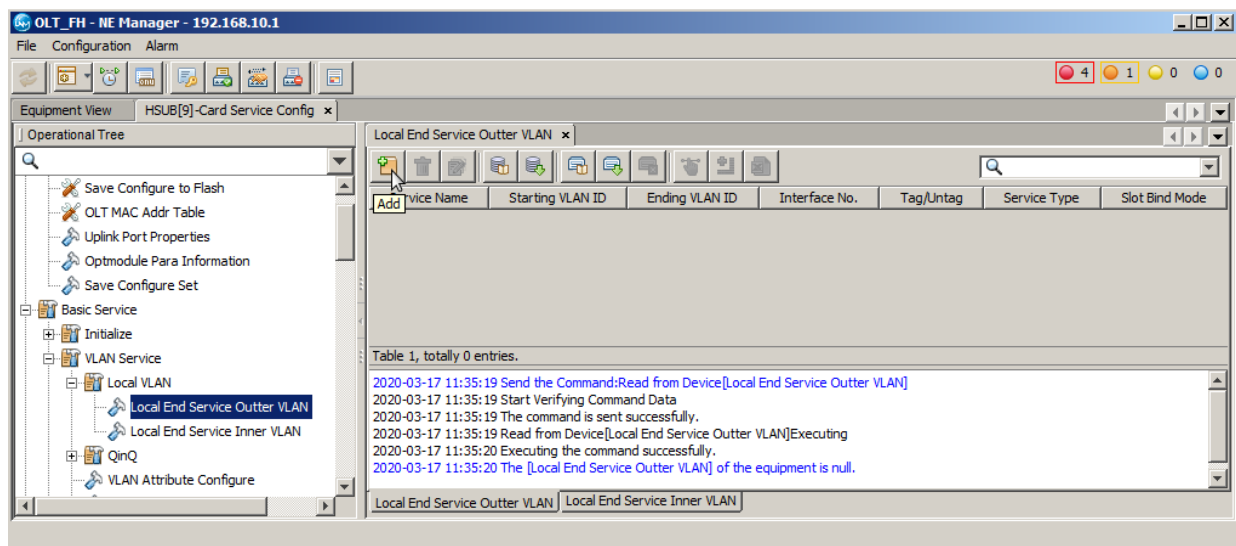 OLT_FH - NE Manager - 192.168.10.1
File Configuration Alarm
4 1 0 0
Equipment View HSUB[9]-Card Service Config
Operational Tree
Local End Service Outter VLAN
Save Configure to Flash
OLT MAC Addr Table
Uplink Port Properties
Optmodule Para Information
Save Configure Set
Basic Service
Initialize
VLAN Service
Local VLAN
Local End Service Outter VLAN
Local End Service Inner VLAN
QinQ
VLAN Attribute Configure
Add
rvice Name Starting VLAN ID Ending VLAN ID Interface No. Tag/Untag Service Type Slot Bind Mode
Table 1, totally 0 entries.
2020-03-17 11:35:19 Send the Command:Read from Device[Local End Service Outter VLAN]
2020-03-17 11:35:19 Start Verifying Command Data
2020-03-17 11:35:19 The command is sent successfully.
2020-03-17 11:35:19 Read from Device[Local End Service Outter VLAN]Executing
2020-03-17 11:35:20 Executing the command successfully.
2020-03-17 11:35:20 The [Local End Service Outter VLAN] of the equipment is null.
Local End Service Outter VLAN Local End Service Inner VLAN